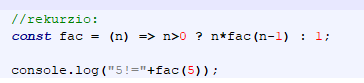 //rekurzio:
const fac = (n) => n>0 ? n*fac(n-1) : 1;
console.log("5!="+fac(5));